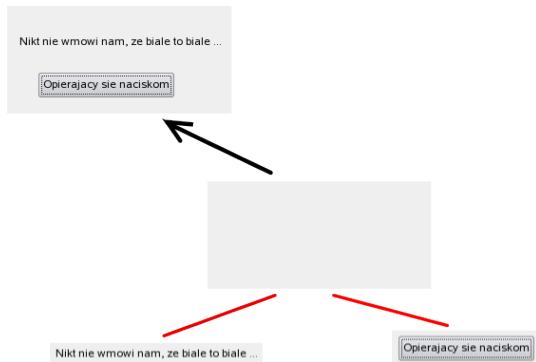 Nikt nie wmowi nam, ze biale to biale ...
Opierajacy sie naciskom
Nikt nie wmowi nam, ze biale to biale ...
Opierajacy sie naciskom